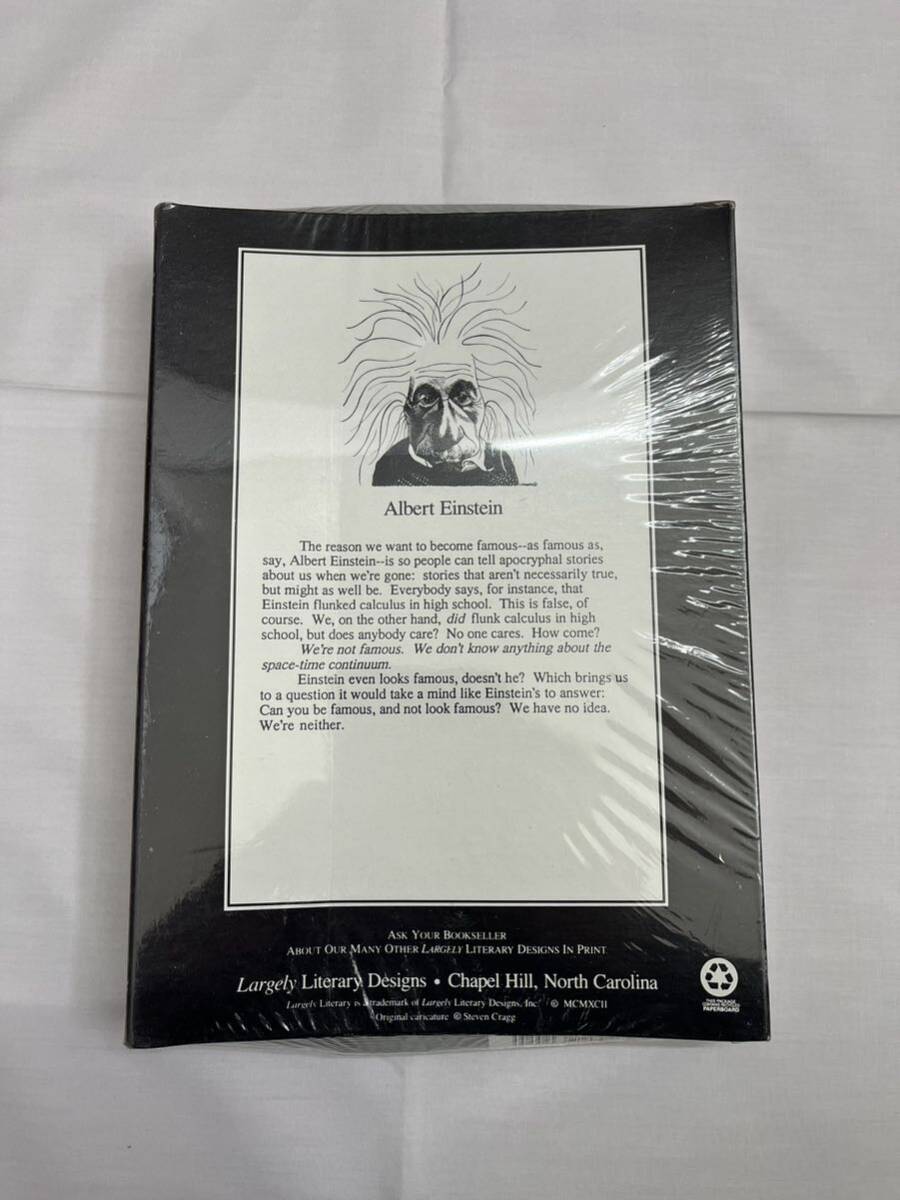 Albert Einstein
The reason we want to become famous--as famous as,
say, Albert Einstein--is so people can tell apocryphal stories
about us when we're gone: stories that aren't necessarily true,
but might as well be. Everybody says, for instance, that
Einstein flunked calculus in high school. This is false, of
course. We, on the other hand, did flunk calculus in high
school, but does anybody care? No one cares. How come?
We're not famous. We don't know anything about the
space-time continuum.
Einstein even looks famous, doesn't he? Which brings us
to a question it would take a mind like Einstein's to answer:
Can you be famous, and not look famous? We have no idea.
We're neither.
ASK YOUR BOOKSELLER
ABOUT OUR MANY OTHER LARGELY LITERARY DESIGNS IN PRINT
Largely Literary Designs • Chapel Hill, North Carolina
Largely Literary is a trademark of Largely Literary Designs, Inc. © MCMXCII
Original caricature © Steven Cragg
THIS PACKAGE
CONTAINS RECYCLED
PAPERBOARD